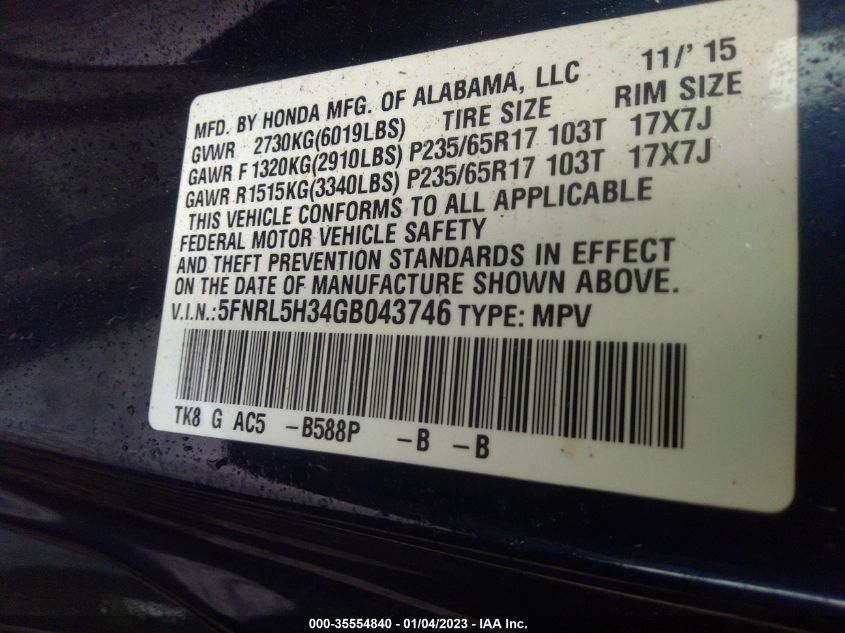 MFD. BY HONDA MFG. OF ALABAMA, LLC 11/' 15
GVWR 2730KG(6019LBS) TIRE SIZE RIM SIZE
GAWR F 1320KG(2910LBS) P235/65R17 103T 17X7J
GAWR R1515KG(3340LBS) P235/65R17 103T 17X7J
THIS VEHICLE CONFORMS TO ALL APPLICABLE
FEDERAL MOTOR VEHICLE SAFETY
AND THEFT PREVENTION STANDARDS IN EFFECT
ON THE DATE OF MANUFACTURE SHOWN ABOVE.
V.I.N.:5FNRL5H34GB043746 TYPE: MPV
TK8 G AC5 -B588P -B -B
000-35554840 - 01/04/2023 - IAA Inc.